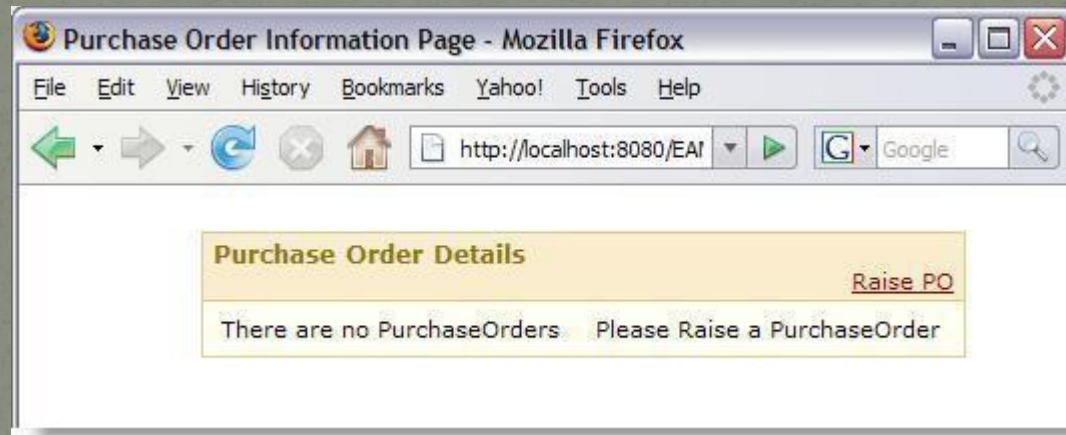 Purchase Order Information Page - Mozilla Firefox
File Edit View History Bookmarks Yahoo! Tools Help
http://localhost:8080/EAI G Google
Purchase Order Details
Raise PO
There are no PurchaseOrders Please Raise a PurchaseOrder